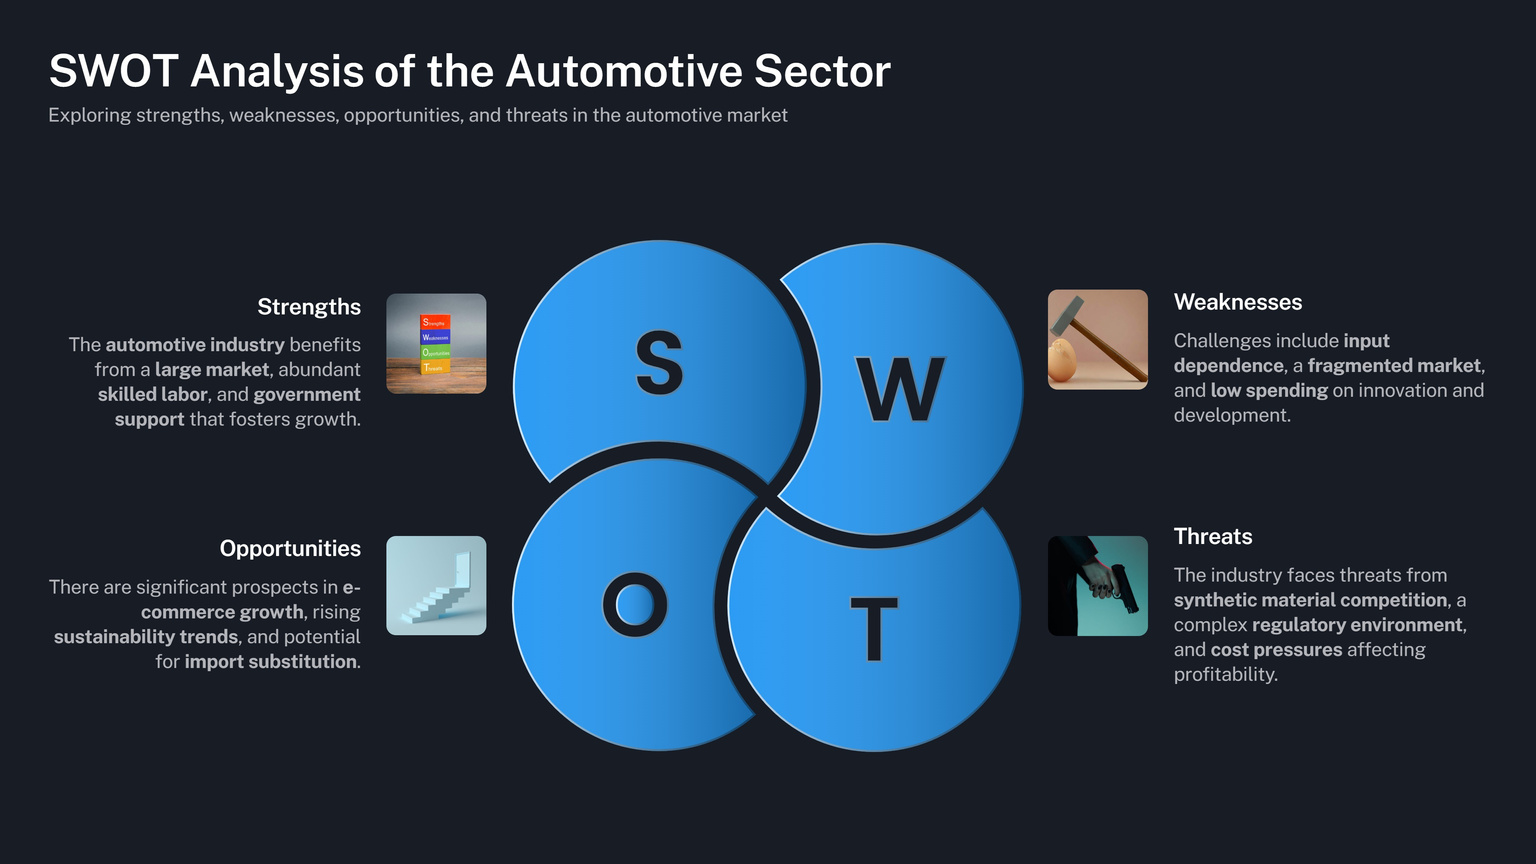 SWOT Analysis of the Automotive Sector
Exploring strengths, weaknesses, opportunities, and threats in the automotive market
Strengths
The automotive industry benefits
from a large market, abundant
skilled labor, and government
support that fosters growth.
Strengths
Weaknesses
Opportunities
Threats
S
W
Weaknesses
Challenges include input
dependence, a fragmented market,
and low spending on innovation and
development.
Opportunities
There are significant prospects in e-
commerce growth, rising
sustainability trends, and potential
for import substitution.
O
T
Threats
The industry faces threats from
synthetic material competition, a
complex regulatory environment,
and cost pressures affecting
profitability.